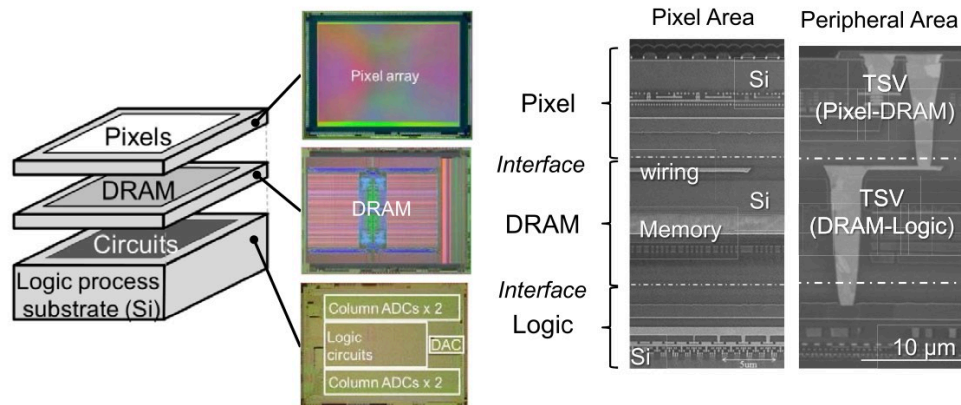 Pixels
DRAM
Circuits
Logic process
substrate (Si)
Pixel array
DRAM
Column ADCs x 2
Logic
circuits
DAC
Column ADCs x 2
Pixel Area
Peripheral Area
Pixel
Interface
DRAM
Interface
Logic
Si
wiring
Si
Memory
Si
5um
TSV
(Pixel-DRAM)
TSV
(DRAM-Logic)
10 μm